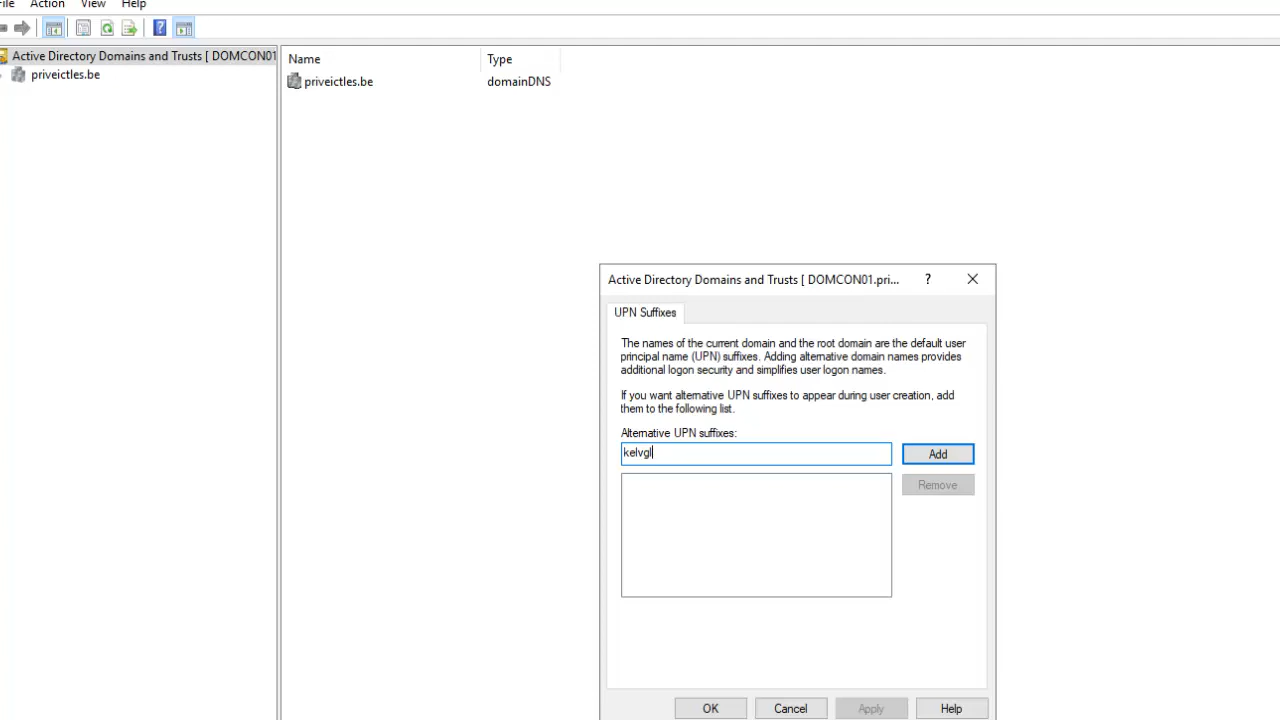 File Action View Help
Active Directory Domains and Trusts [ DOMCON01
priveictles.be
Name Type
priveictles.be domainDNS
Active Directory Domains and Trusts [ DOMCON01.pri... ?
UPN Suffixes
The names of the current domain and the root domain are the default user
principal name (UPN) suffixes. Adding alternative domain names provides
additional logon security and simplifies user logon names.
If you want alternative UPN suffixes to appear during user creation, add
them to the following list.
Alternative UPN suffixes:
kelvgl Add
Remove
OK Cancel Apply Help